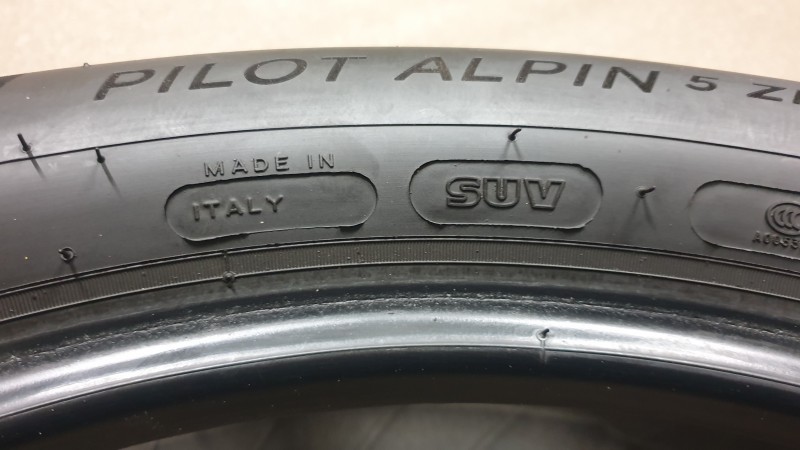 PILOT ALPIN 5
MADE IN
ITALY
SUV